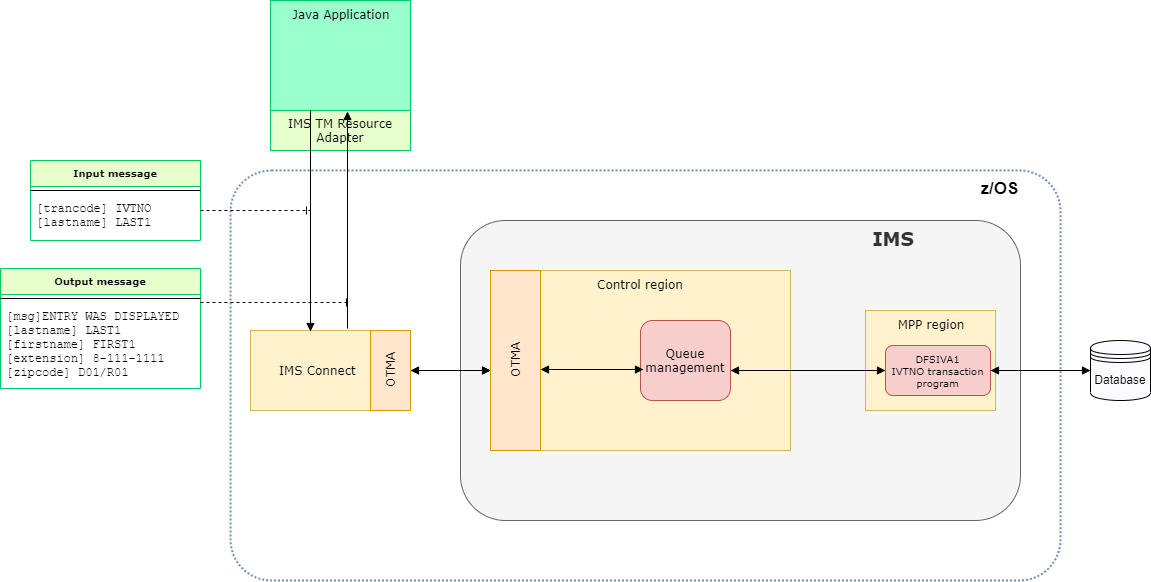 Java Application
IMS TM Resource
Adapter
Input message
[trancode] IVTNO
[lastname] LAST1
z/OS
IMS
Output message
[msg]ENTRY WAS DISPLAYED
[lastname] LAST1
[firstname] FIRST1
[extension] 8-111-1111
[zipcode] D01/R01
IMS Connect
OTMA
OTMA
Control region
Queue
management
MPP region
DFSIVA1
IVTNO transaction
program
Database